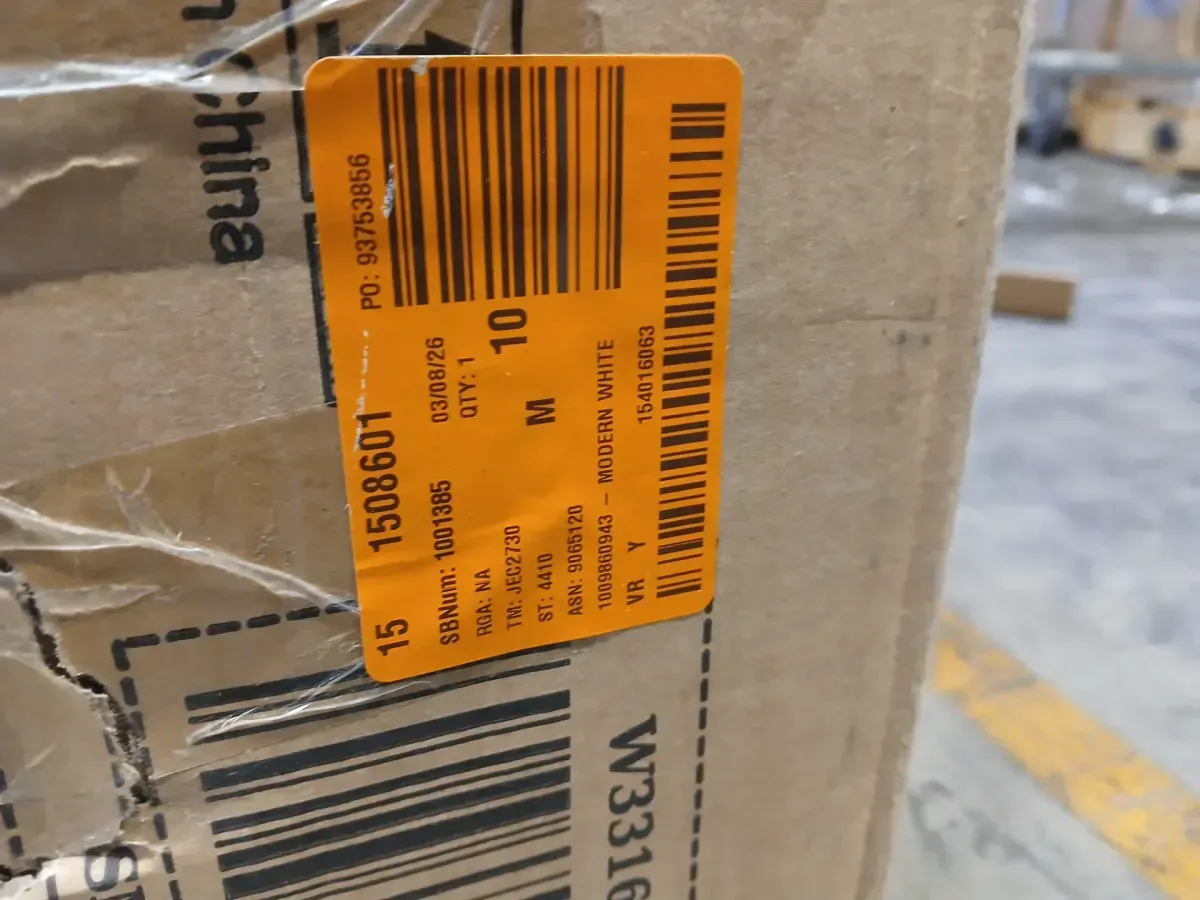 15 1508601
PO: 93753856
SBNum: 1001385 03/08/26
RGA: NA QTY: 1
TM: JEC2730 10
ST: 4410 M
ASN: 9065120
1009860943 – MODERN WHITE
VR Y 154016063
china
W3316